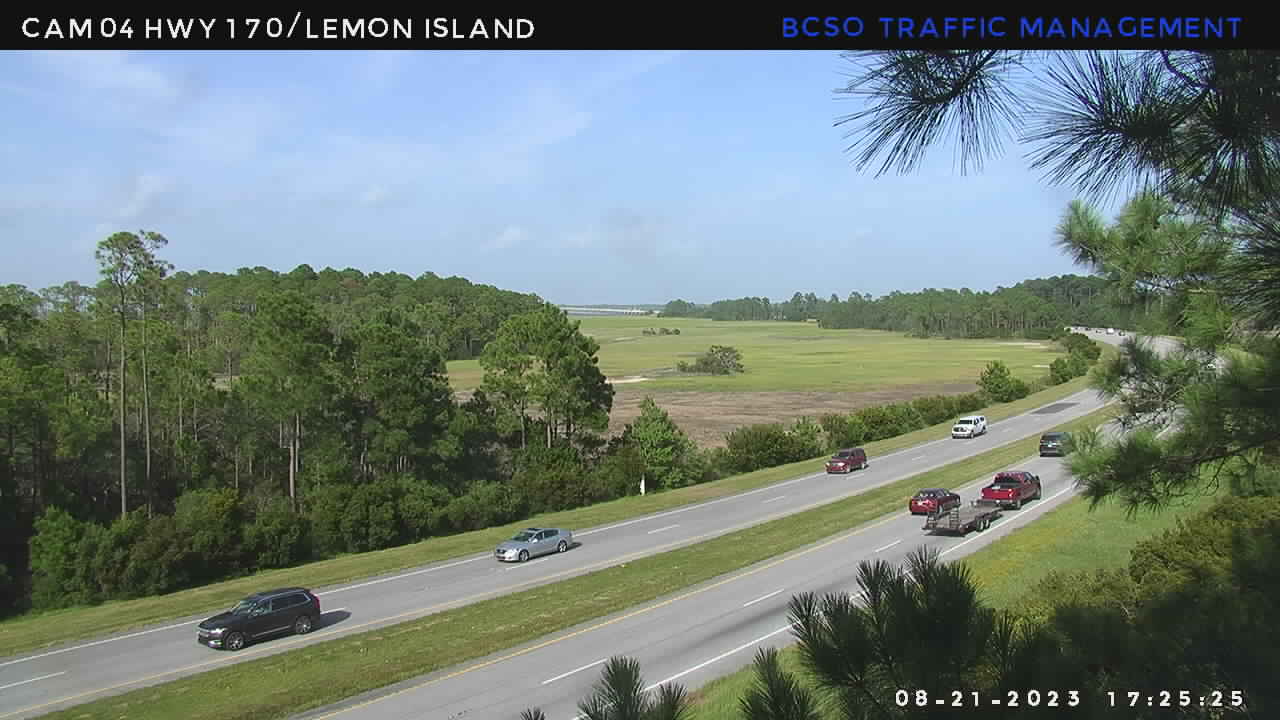 CAM04 HWY 170/LEMON ISLAND
BCSO TRAFFIC MANAGEMENT
08-21-2023 17:25:25